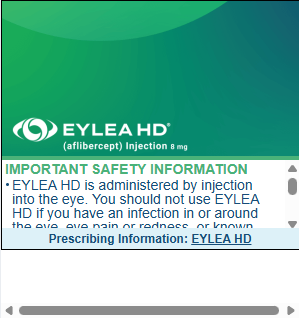 EYLEA HD®
(aflibercept) Injection 8 mg
IMPORTANT SAFETY INFORMATION
• EYLEA HD is administered by injection
into the eye. You should not use EYLEA
HD if you have an infection in or around
the eye, eye pain or redness, or known
Prescribing Information: EYLEA HD